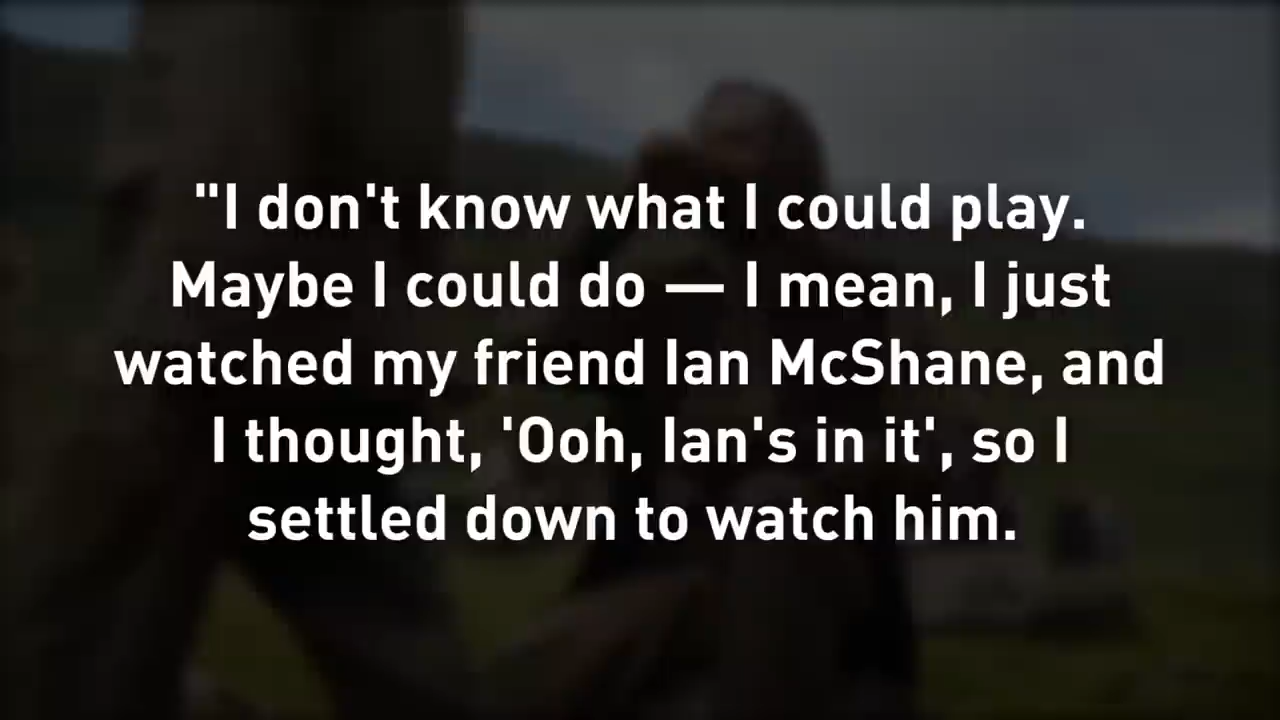 "I don't know what I could play.
Maybe I could do — I mean, I just
watched my friend Ian McShane, and
I thought, 'Ooh, Ian's in it', so I
settled down to watch him.